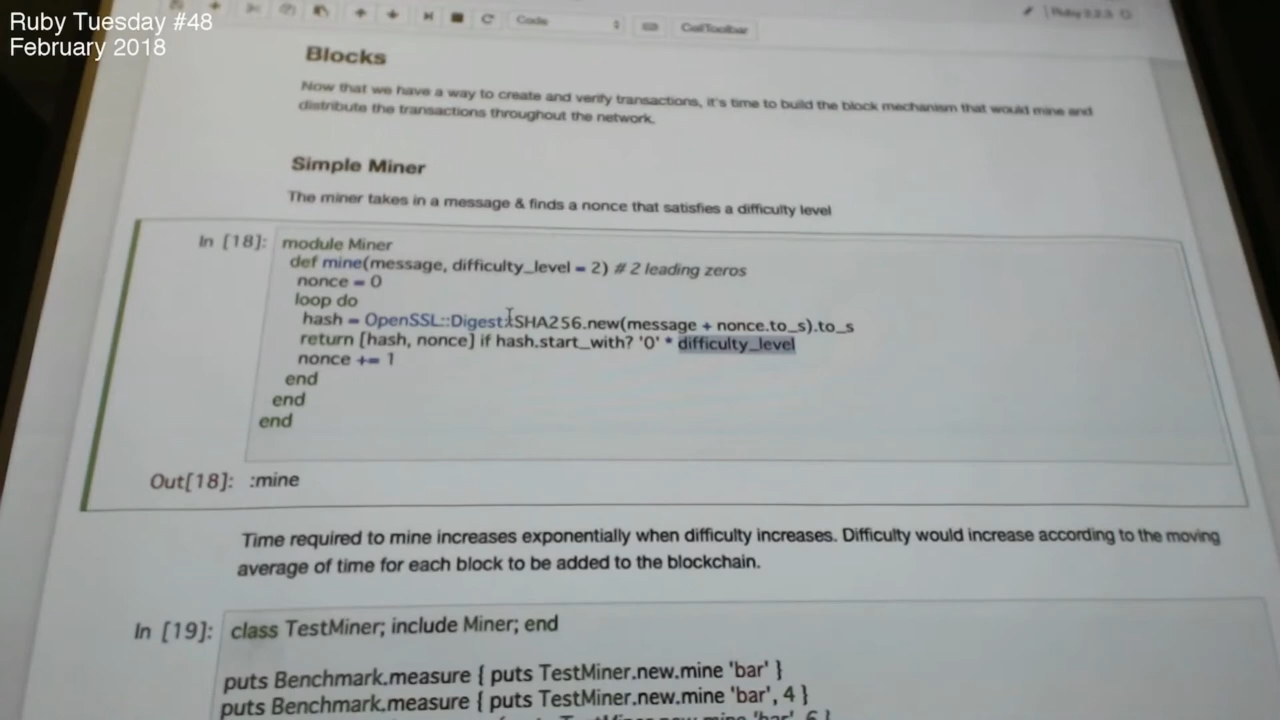 Ruby Tuesday #48
February 2018
Code
CellToolbar
Ruby 2.2.3
Blocks
Now that we have a way to create and verify transactions, it's time to build the block mechanism that would mine and
distribute the transactions throughout the network.
Simple Miner
The miner takes in a message & finds a nonce that satisfies a difficulty level
In [18]:
module Miner
def mine(message, difficulty_level = 2) # 2 leading zeros
nonce = 0
loop do
hash = OpenSSL::Digest::SHA256.new(message + nonce.to_s).to_s
return [hash, nonce] if hash.start_with? '0' * difficulty_level
nonce += 1
end
end
end
Out[18]: :mine
Time required to mine increases exponentially when difficulty increases. Difficulty would increase according to the moving
average of time for each block to be added to the blockchain.
In [19]: class TestMiner; include Miner; end
puts Benchmark.measure { puts TestMiner.new.mine 'bar' }
puts Benchmark.measure { puts TestMiner.new.mine 'bar', 4 }